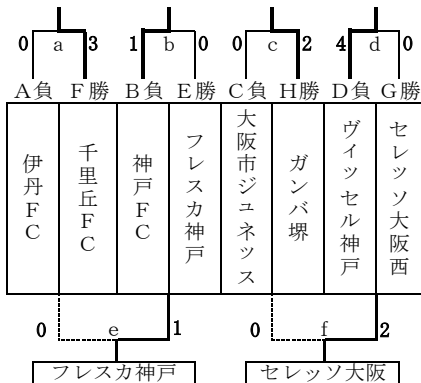 0 a 3 1 b 0 0 c 2 4 d 0
A負 F勝 B負 E勝 C負 H勝 D負 G勝
伊丹FC
千里丘FC
神戸FC
フレスカ神戸
大阪市ジュネッス
ガンバ堺
ヴィッセル神戸
セレッソ大阪西
0 e 1 0 f 2
フレスカ神戸 セレッソ大阪